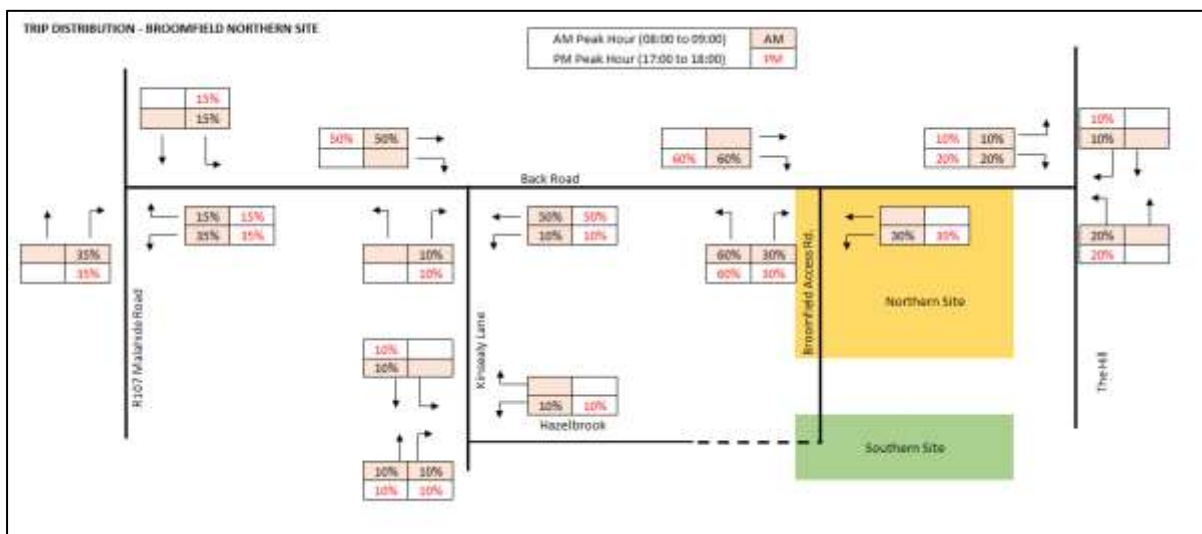 TRIP DISTRIBUTION - BROOMFIELD NORTHERN SITE
AM Peak Hour (08:00 to 09:00) AM
PM Peak Hour (17:00 to 18:00) PM
15%
15%
50% 50%
60% 60%
10% 10%
20% 20%
10%
10%
Back Road
35%
35%
15% 15%
35% 15%
10%
10%
50% 50%
10% 10%
60% 30%
60% 30%
30%
20%
20%
R107 Malahide Road
Kinsealy Lane
Broomfield Access Rd.
Northern Site
The Hill
10%
10%
10% 10%
Hazelbrook
10% 10%
10% 10%
Southern Site